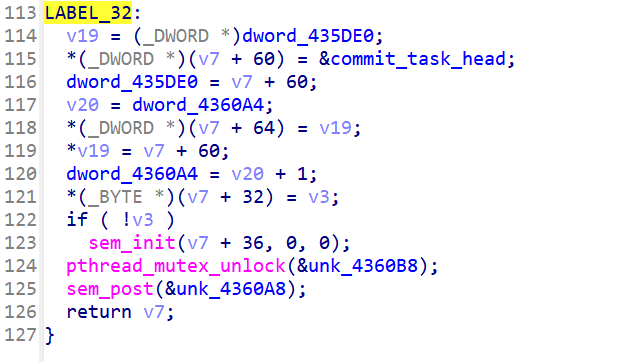 113 LABEL_32:
114   v19 = (_DWORD *)dword_435DE0;
115   *(_DWORD *)(v7 + 60) = &commit_task_head;
116   dword_435DE0 = v7 + 60;
117   v20 = dword_4360A4;
118   *(_DWORD *)(v7 + 64) = v19;
119   *v19 = v7 + 60;
120   dword_4360A4 = v20 + 1;
121   *(_BYTE *)(v7 + 32) = v3;
122   if ( !v3 )
123     sem_init(v7 + 36, 0, 0);
124   pthread_mutex_unlock(&unk_4360B8);
125   sem_post(&unk_4360A8);
126   return v7;
127 }